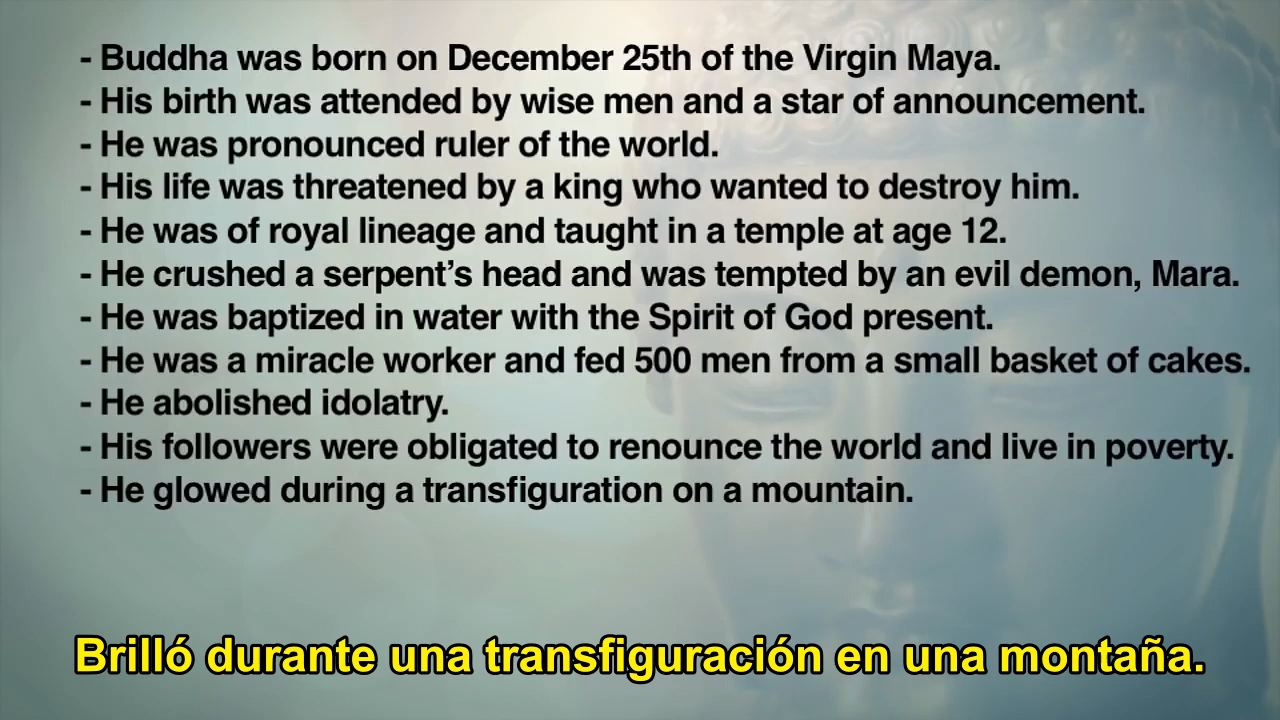 - Buddha was born on December 25th of the Virgin Maya.
- His birth was attended by wise men and a star of announcement.
- He was pronounced ruler of the world.
- His life was threatened by a king who wanted to destroy him.
- He was of royal lineage and taught in a temple at age 12.
- He crushed a serpent’s head and was tempted by an evil demon, Mara.
- He was baptized in water with the Spirit of God present.
- He was a miracle worker and fed 500 men from a small basket of cakes.
- He abolished idolatry.
- His followers were obligated to renounce the world and live in poverty.
- He glowed during a transfiguration on a mountain.
Brilló durante una transfiguración en una montaña.